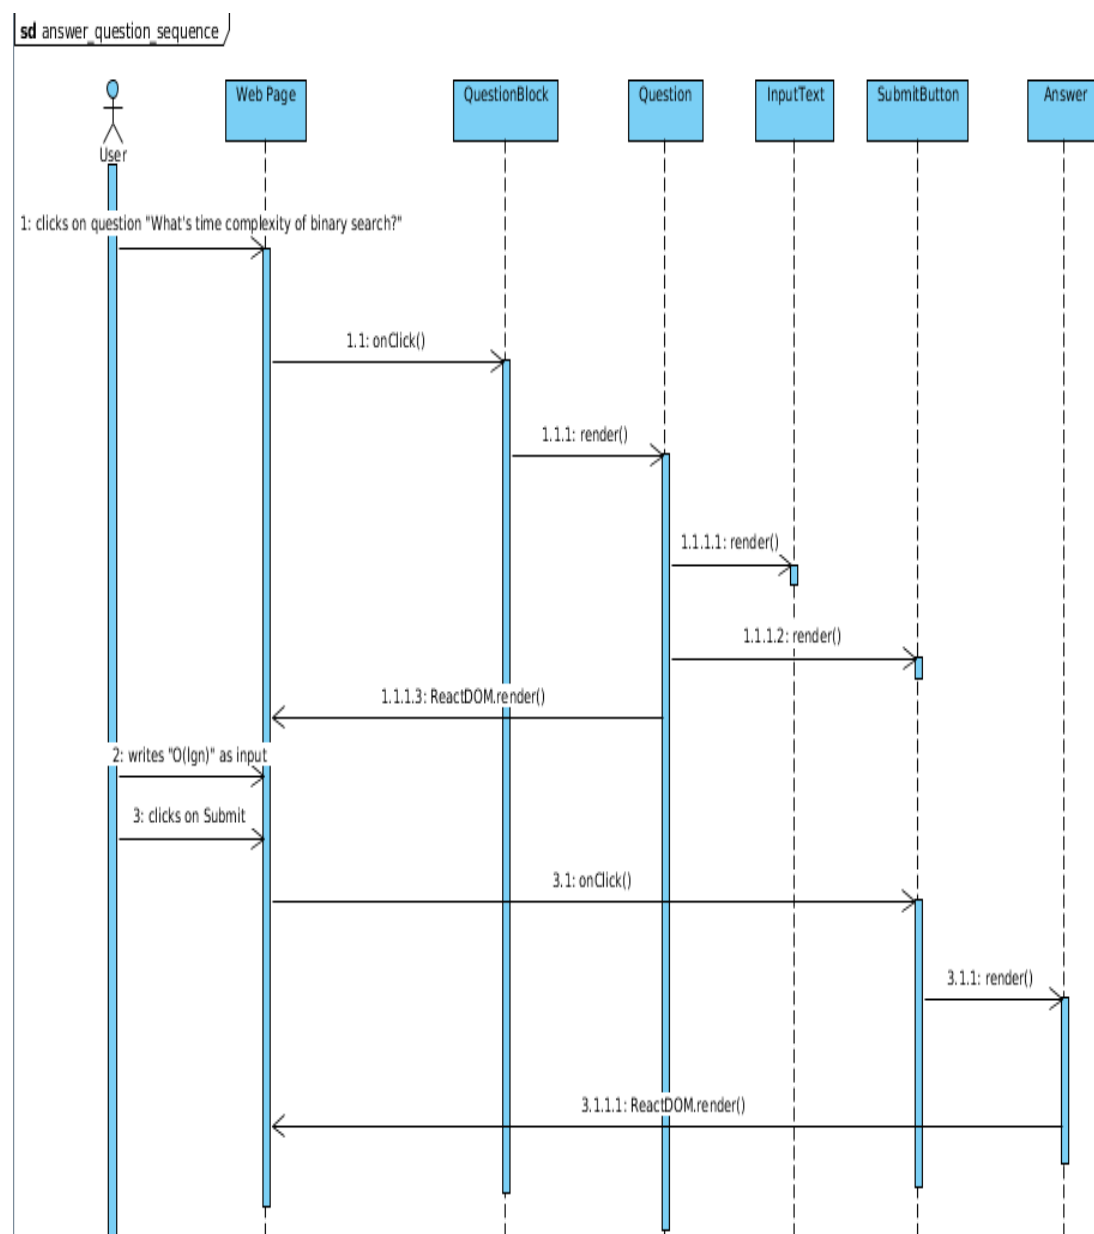 sd answer_question_sequence
Web Page
QuestionBlock
Question
InputText
SubmitButton
Answer
User
1: clicks on question "What's time complexity of binary search?"
1.1: onClick()
1.1.1: render()
1.1.1.1: render()
1.1.1.2: render()
1.1.1.3: ReactDOM.render()
2: writes "O(lgn)" as input
3: clicks on Submit
3.1: onClick()
3.1.1: render()
3.1.1.1: ReactDOM.render()